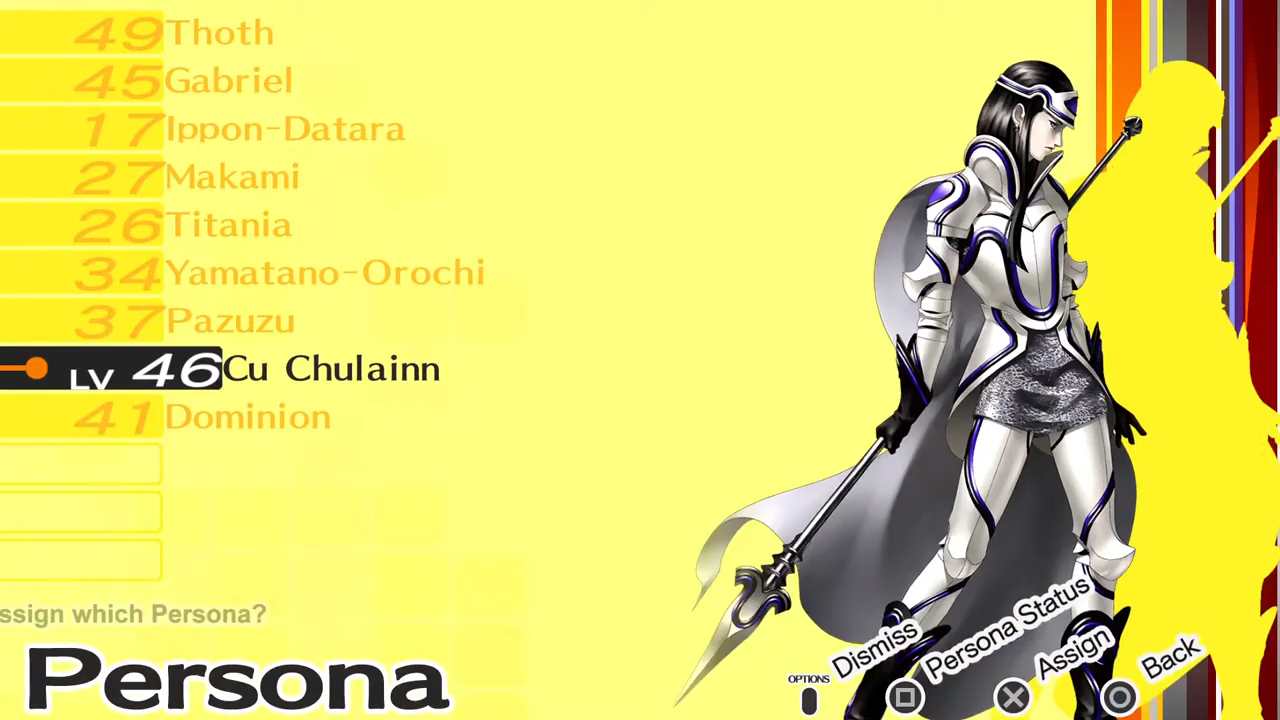 49 Thoth
45 Gabriel
17 Ippon-Datara
27 Makami
26 Titania
34 Yamatano-Orochi
37 Pazuzu
LV 46 Cu Chulainn
41 Dominion
ssign which Persona?
Persona
OPTIONS Dismiss Persona Status Assign Back